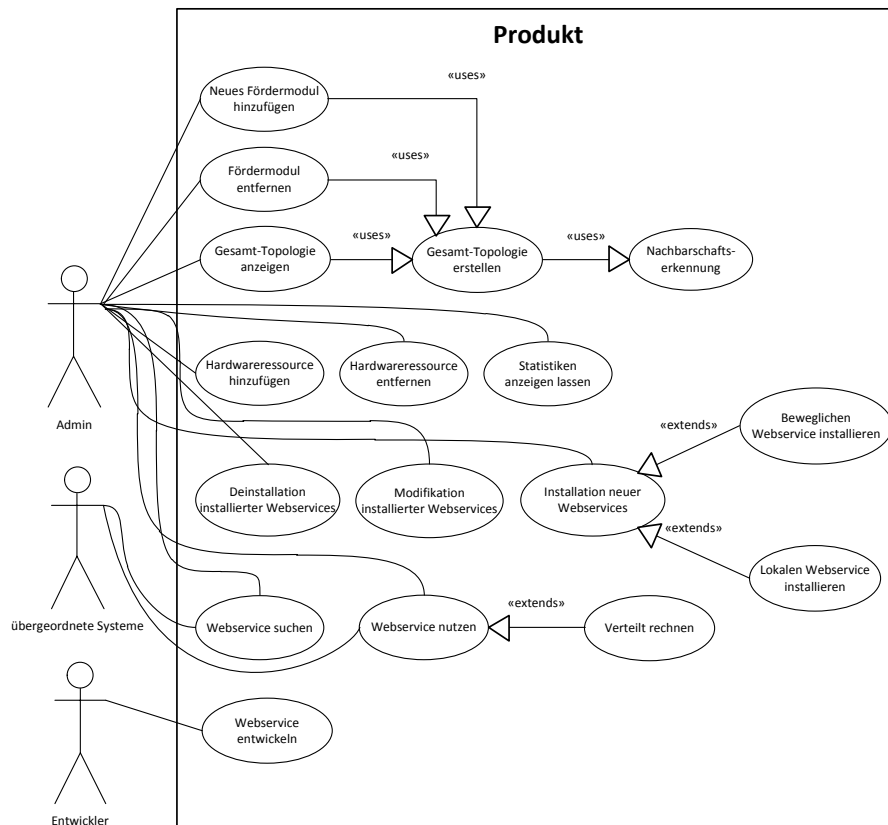 Produkt
Neues Fördermodul
hinzufügen
«uses»
Fördermodul
entfernen
«uses»
Gesamt-Topologie
anzeigen
«uses»
Gesamt-Topologie
erstellen
«uses»
Nachbarschafts-
erkennung
Hardwareressource
hinzufügen
Hardwareressource
entfernen
Statistiken
anzeigen lassen
Admin
«extends»
Beweglichen
Webservice installieren
Deinstallation
installierter Webservices
Modifikation
installierter Webservices
Installation neuer
Webservices
«extends»
Lokalen Webservice
installieren
übergeordnete Systeme
Webservice suchen
Webservice nutzen
«extends»
Verteilt rechnen
Webservice
entwickeln
Entwickler